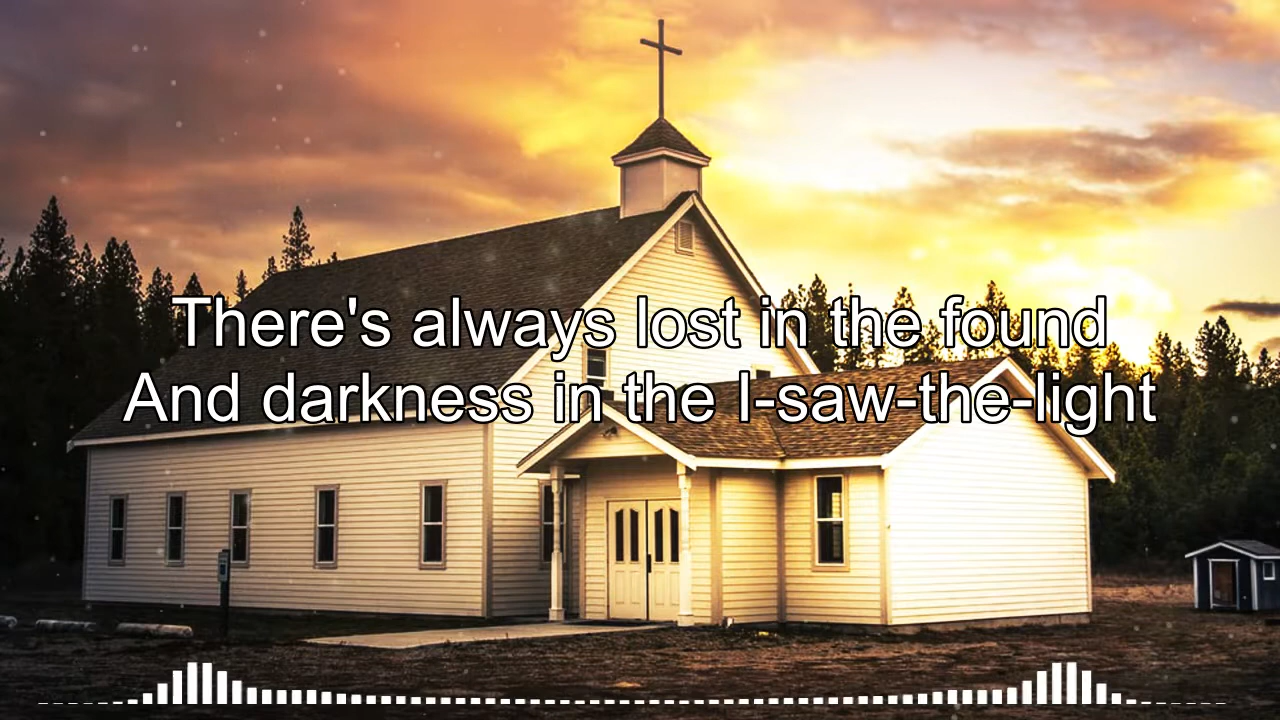 There's always lost in the found
And darkness in the I-saw-the-light